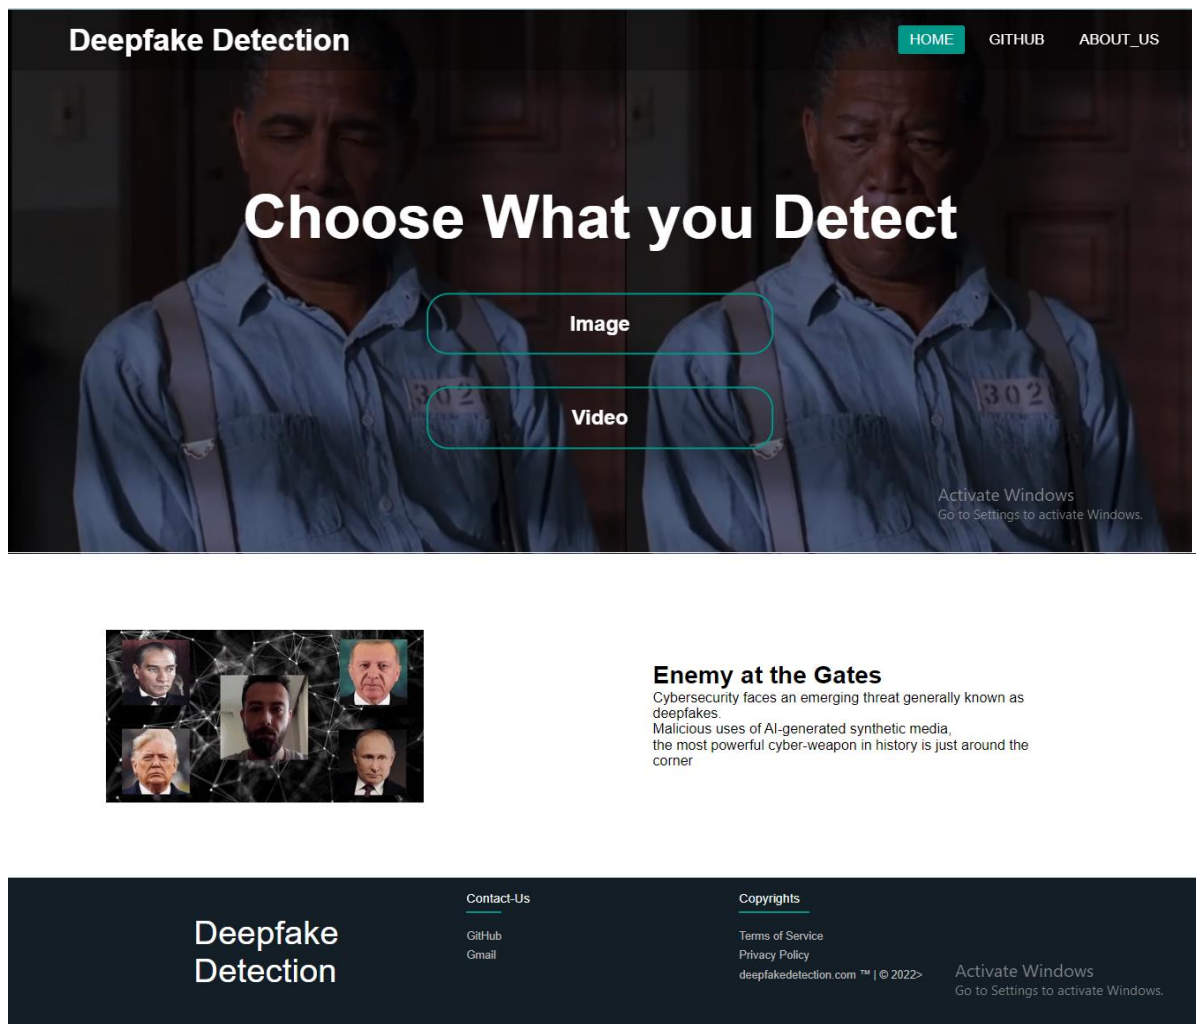 Deepfake Detection
HOME GITHUB ABOUT_US
Choose What you Detect
Image
302
302
Video
Activate Windows
Go to Settings to activate Windows.
Enemy at the Gates
Cybersecurity faces an emerging threat generally known as
deepfakes.
Malicious uses of AI-generated synthetic media,
the most powerful cyber-weapon in history is just around the
corner
Deepfake
Detection
Contact-Us
GitHub
Gmail
Copyrights
Terms of Service
Privacy Policy
deepfakedetection.com ™ | © 2022>
Activate Windows
Go to Settings to activate Windows.